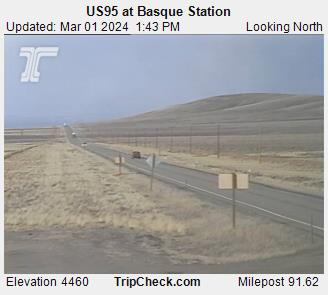 US95 at Basque Station
Updated: Mar 01 2024 1:43 PM Looking North
Elevation 4460 TripCheck.com Milepost 91.62